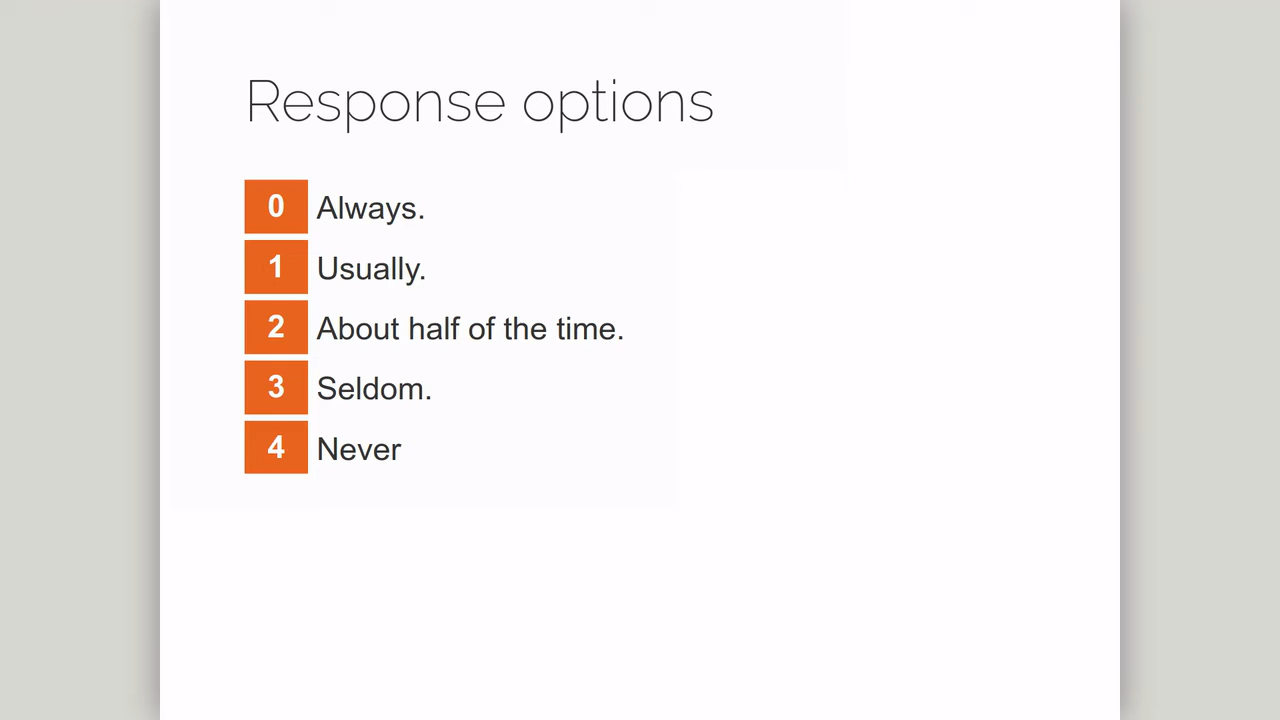 Response options
0 Always.
1 Usually.
2 About half of the time.
3 Seldom.
4 Never